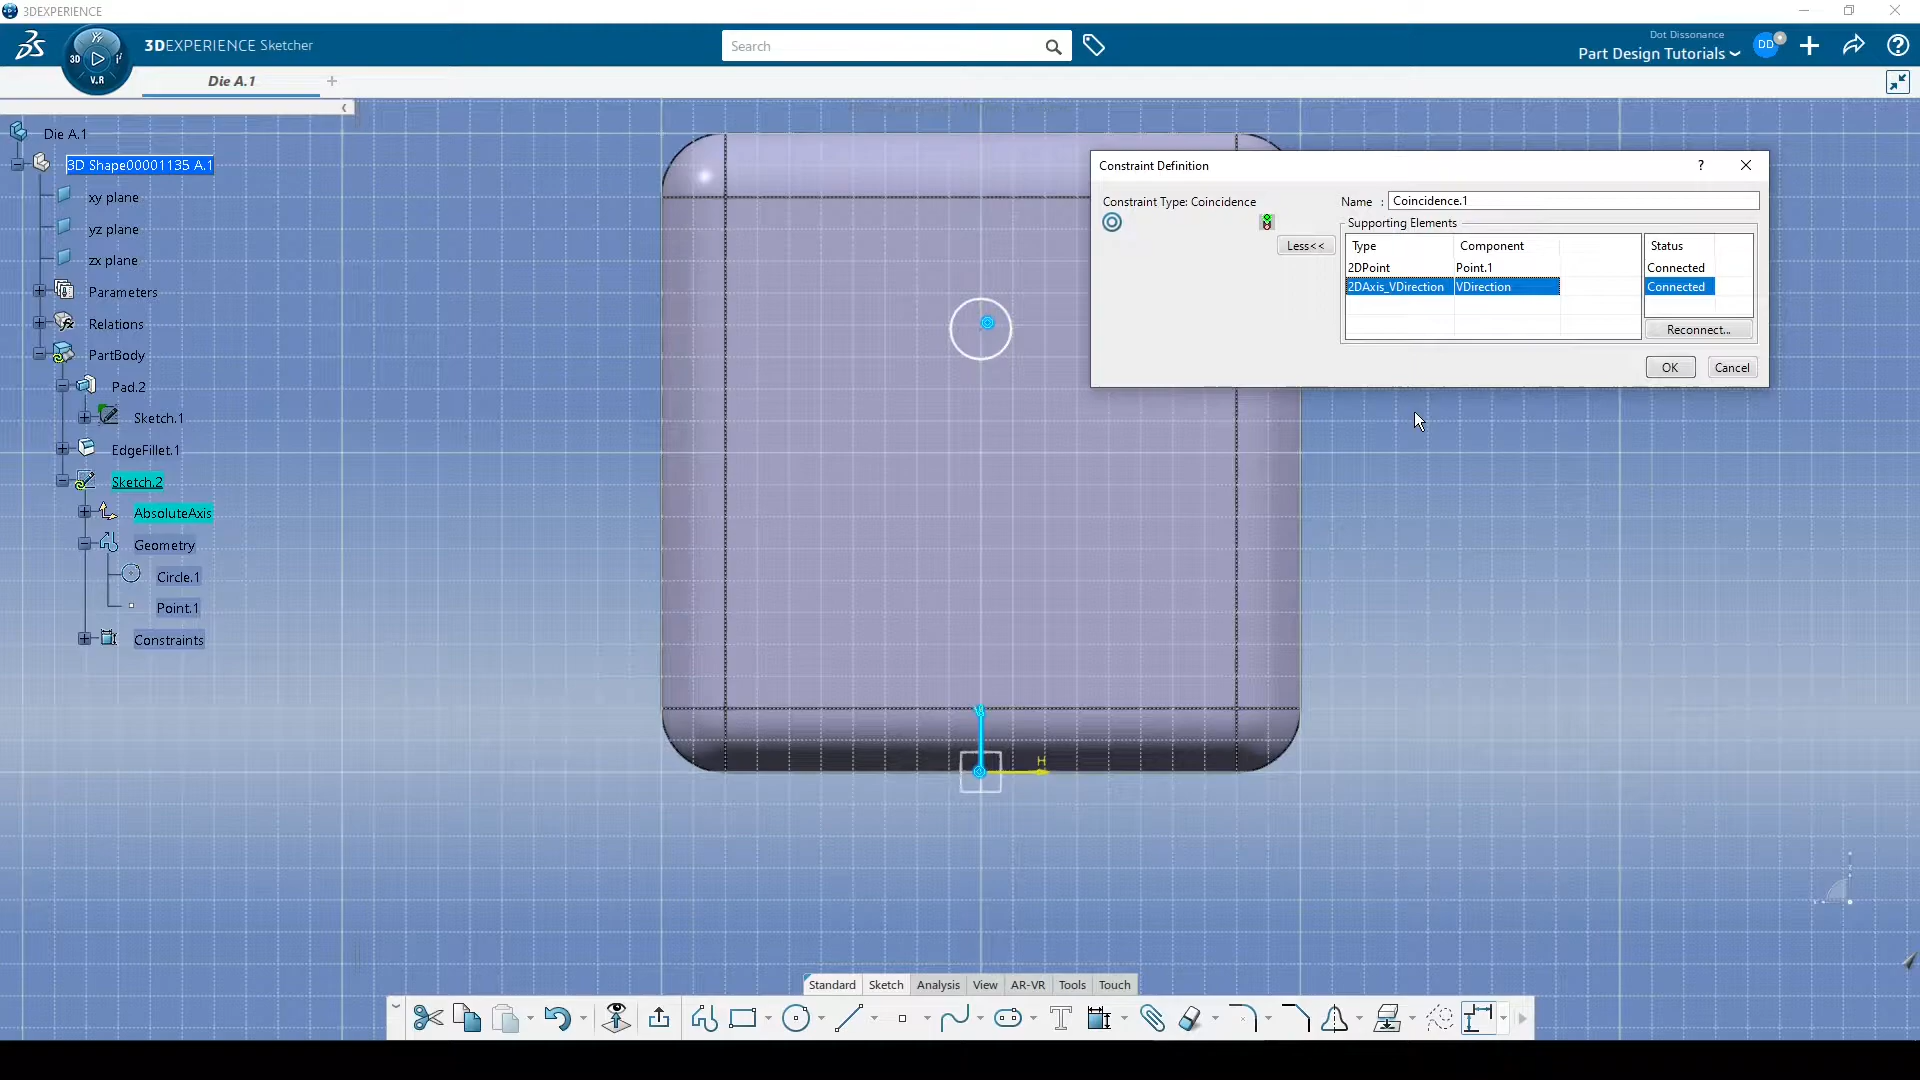 3DEXPERIENCE
3DEXPERIENCE Sketcher
3D
V.R
Search
Dot Dissonance
Part Design Tutorials
DD
Die A.1
Die A.1
3D Shape00001135 A.1
xy plane
yz plane
zx plane
Parameters
Relations
PartBody
Pad.2
Sketch.1
EdgeFillet.1
Sketch.2
AbsoluteAxis
Geometry
Circle.1
Point.1
Constraints
Constraint Definition
?
Constraint Type: Coincidence
Name : Coincidence.1
Supporting Elements
Less<<
Type Component Status
2DPoint Point.1 Connected
2DAxis_VDirection VDirection Connected
Reconnect...
OK Cancel
V
H
Standard Sketch Analysis View AR-VR Tools Touch